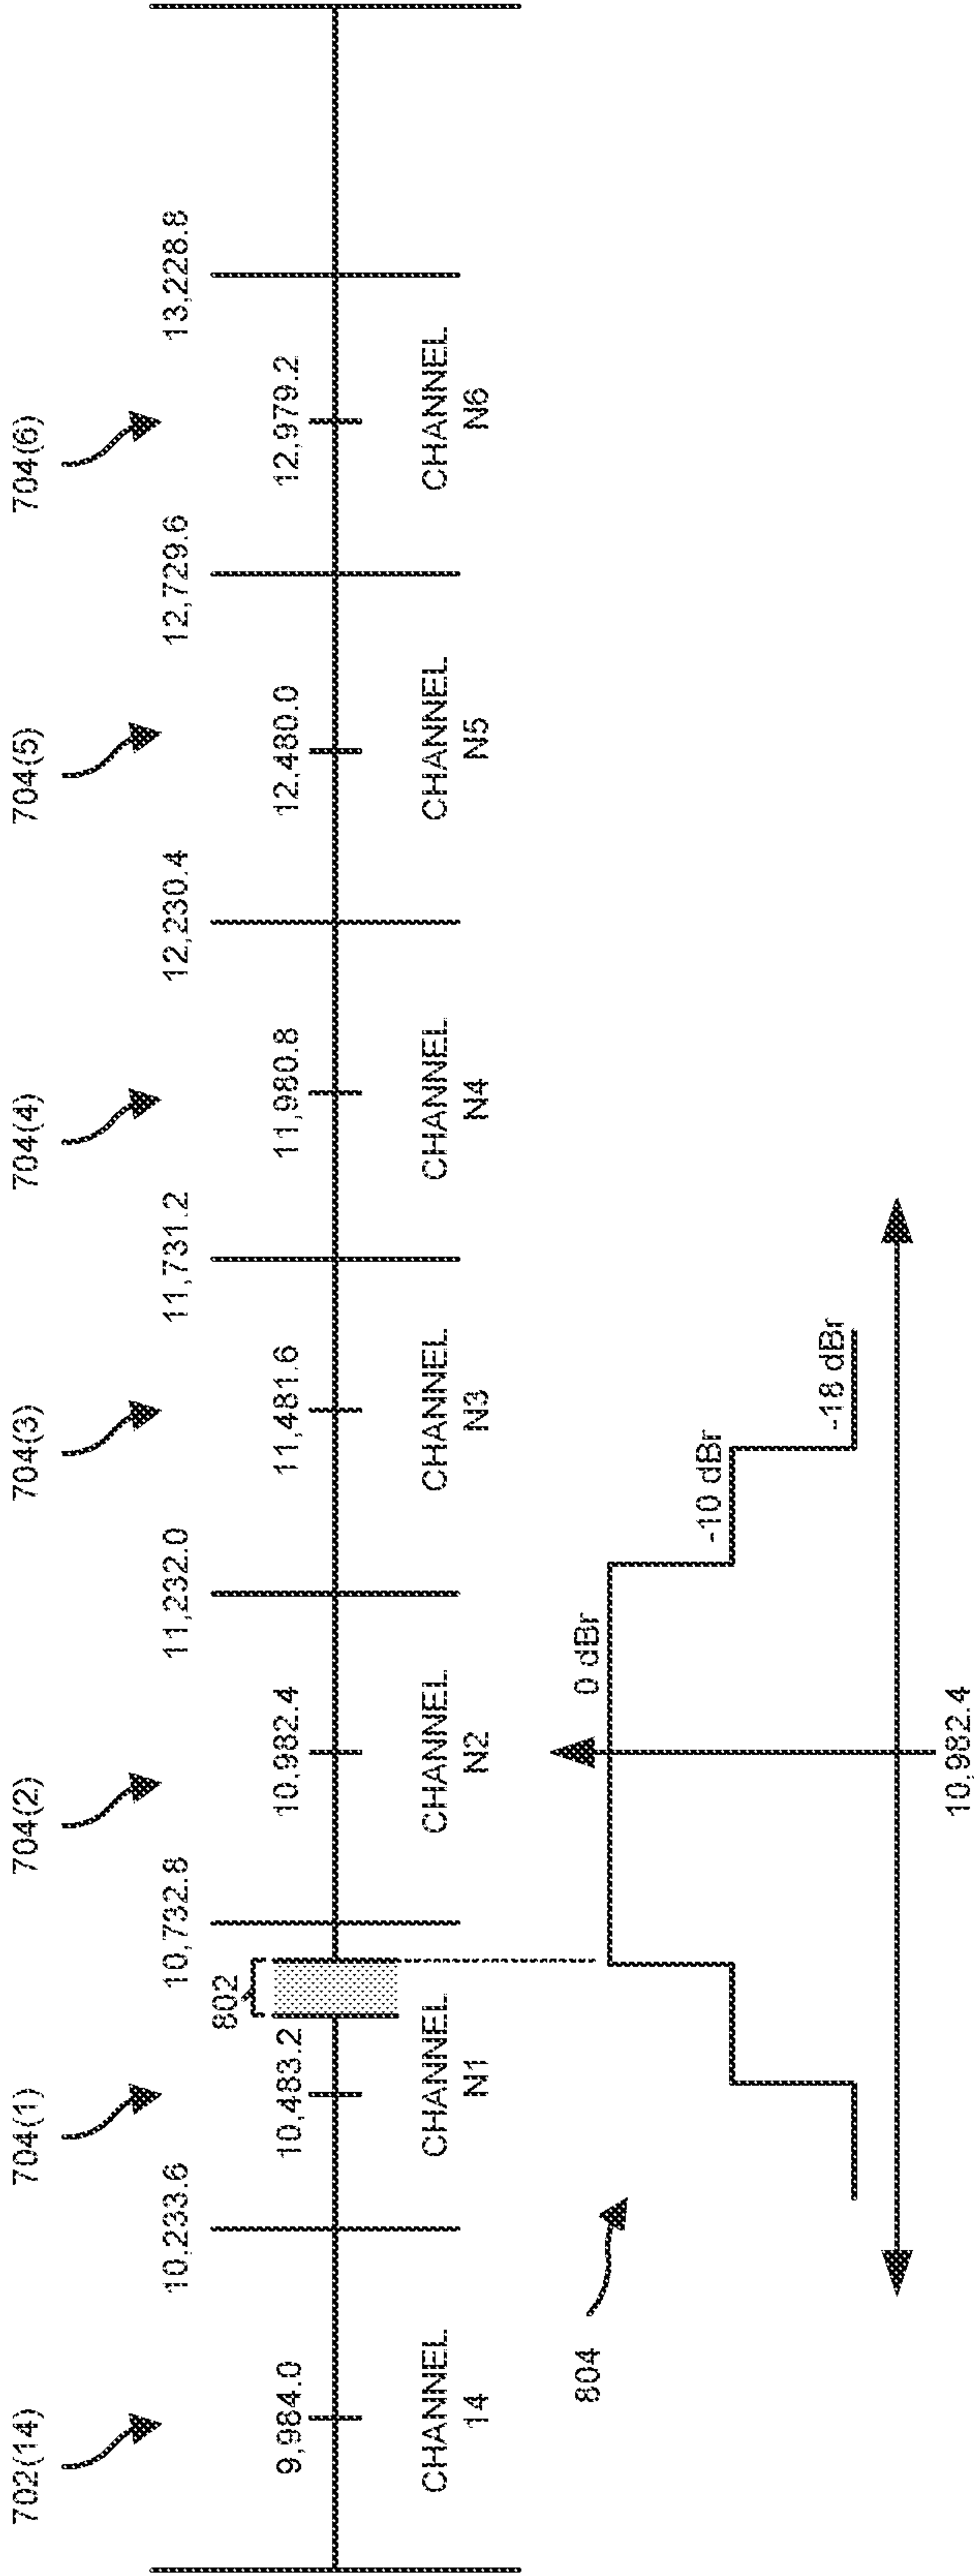 702(14)
704(1)
704(2)
704(3)
704(4)
704(5)
704(6)
10,233.6
10,732.8
11,232.0
11,731.2
12,230.4
12,729.6
13,228.8
802
9,984.0
10,483.2
10,982.4
11,481.6
11,980.8
12,480.0
12,979.2
CHANNEL
14
CHANNEL
N1
CHANNEL
N2
CHANNEL
N3
CHANNEL
N4
CHANNEL
N5
CHANNEL
N6
804
0 dBr
-10 dBr
-18 dBr
10,982.4